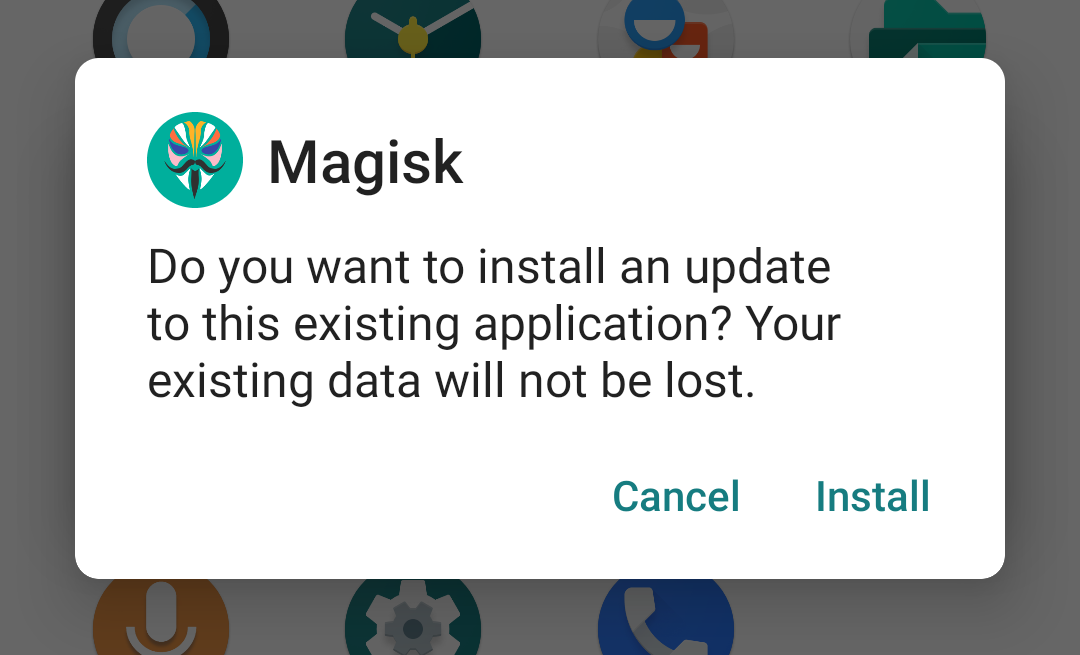 Magisk
Do you want to install an update
to this existing application? Your
existing data will not be lost.
Cancel Install